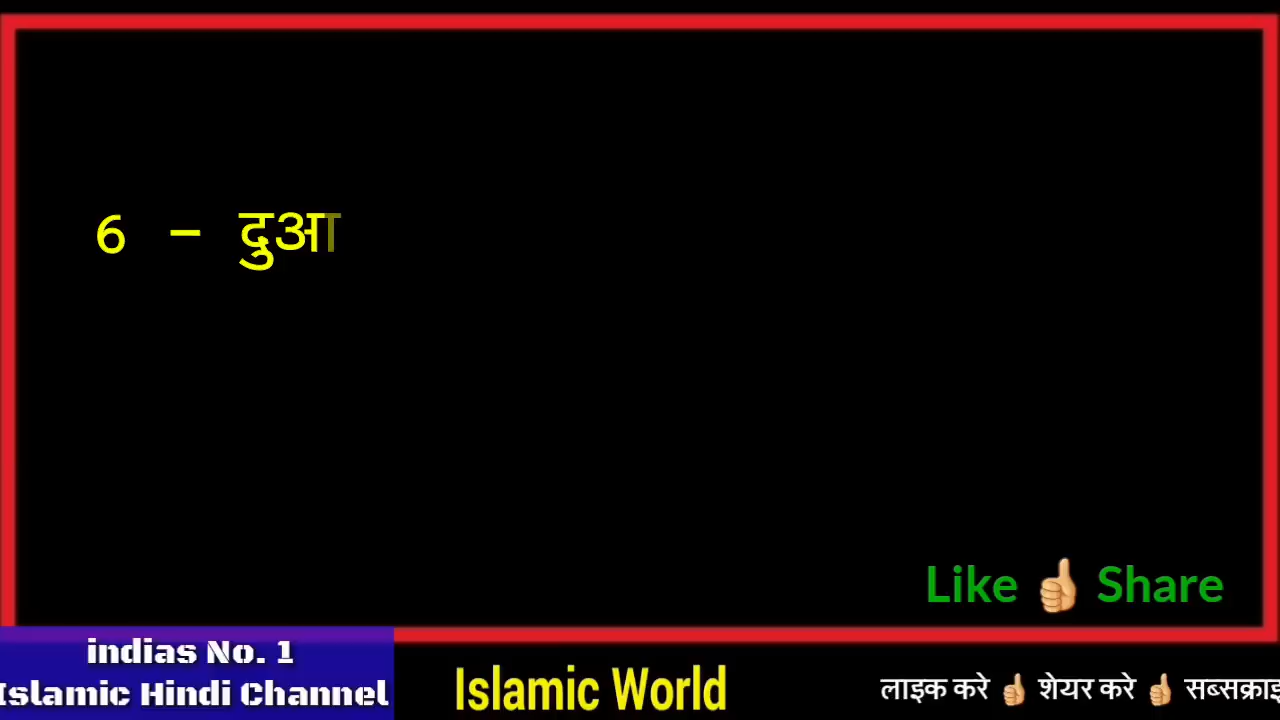 6 – दुआ
Like 👍 Share
indias No. 1
Islamic Hindi Channel
Islamic World
लाइक करे 👍 शेयर करे 👍